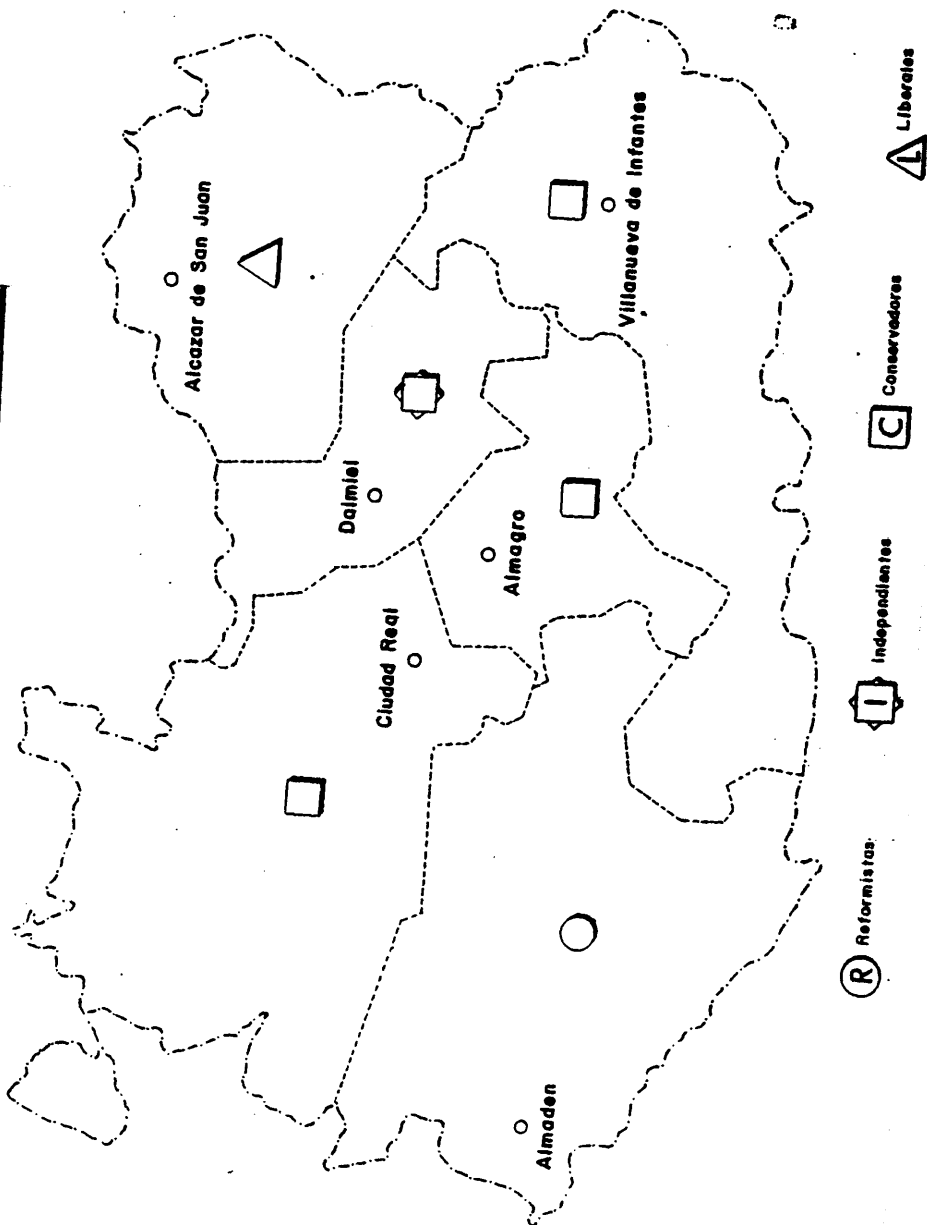 Alcazar de San Juan
Daimiel
Villanueva de Infantes
Ciudad Real
Almagro
Almaden
R Reformistas
I Independientes
C Conservadores
L Liberales